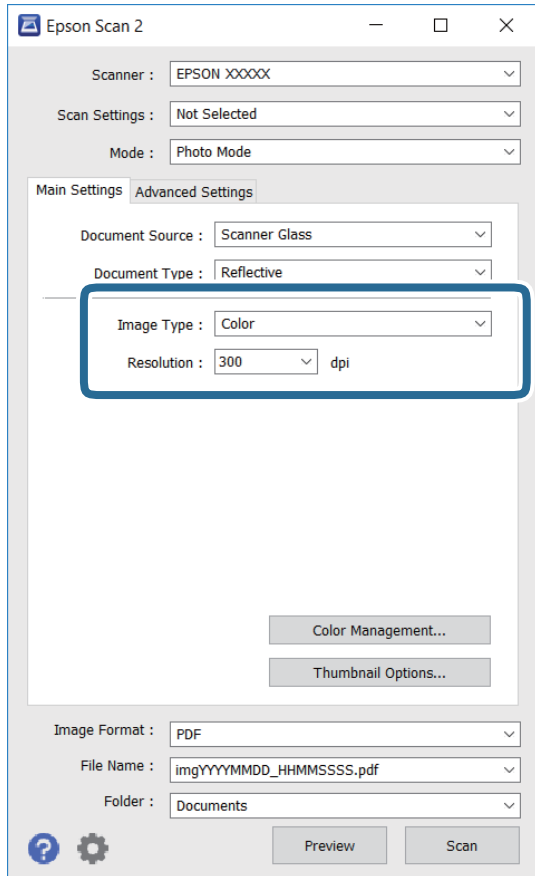 Epson Scan 2
Scanner : EPSON XXXXX
Scan Settings : Not Selected
Mode : Photo Mode
Main Settings Advanced Settings
Document Source : Scanner Glass
Document Type : Reflective
Image Type : Color
Resolution : 300 dpi
Color Management...
Thumbnail Options...
Image Format : PDF
File Name : imgYYYYMMDD_HHMMSSSS.pdf
Folder : Documents
? Preview Scan